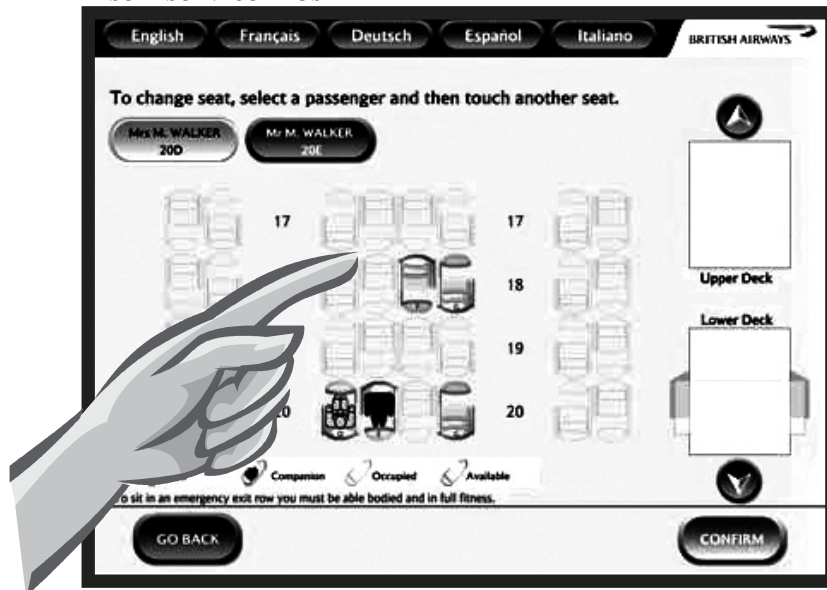 English Français Deutsch Español Italiano BRITISH AIRWAYS
To change seat, select a passenger and then touch another seat.
Mrs M. WALKER Mr M. WALKER
20D 20E
17 17
18
Upper Deck
Lower Deck
19
20
Companion Occupied Available
o sit in an emergency exit row you must be able bodied and in full fitness.
GO BACK CONFIRM